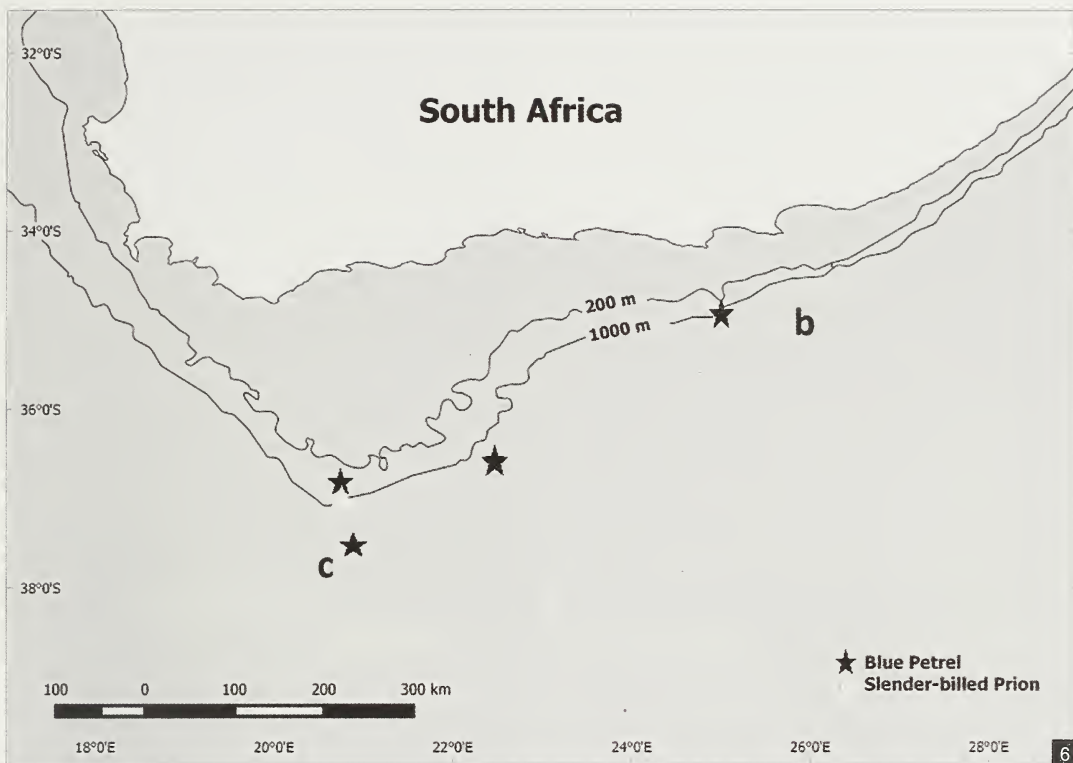 32°0'S
South Africa
34°0'S
200 m
1000 m
b
36°0'S
c
38°0'S
Blue Petrel
Slender-billed Prion
100 0 100 200 300 km
18°0'E 20°0'E 22°0'E 24°0'E 26°0'E 28°0'E
6